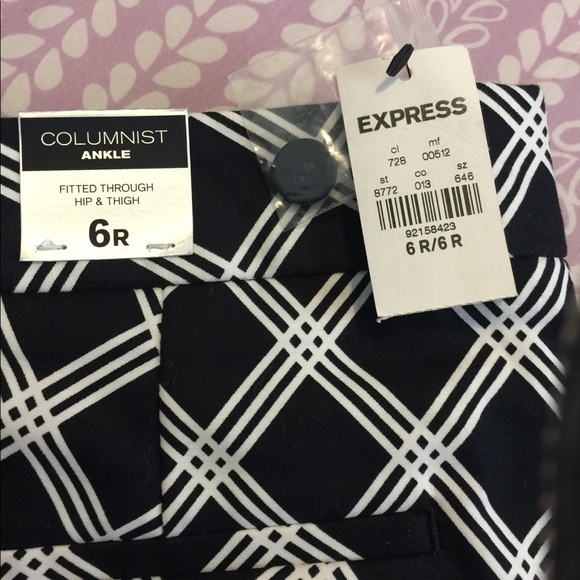 COLUMNIST
ANKLE
FITTED THROUGH
HIP & THIGH
6R
EXPRESS
cl mf
728 00512
st co sz
8772 013 646
92158423
6 R/6 R